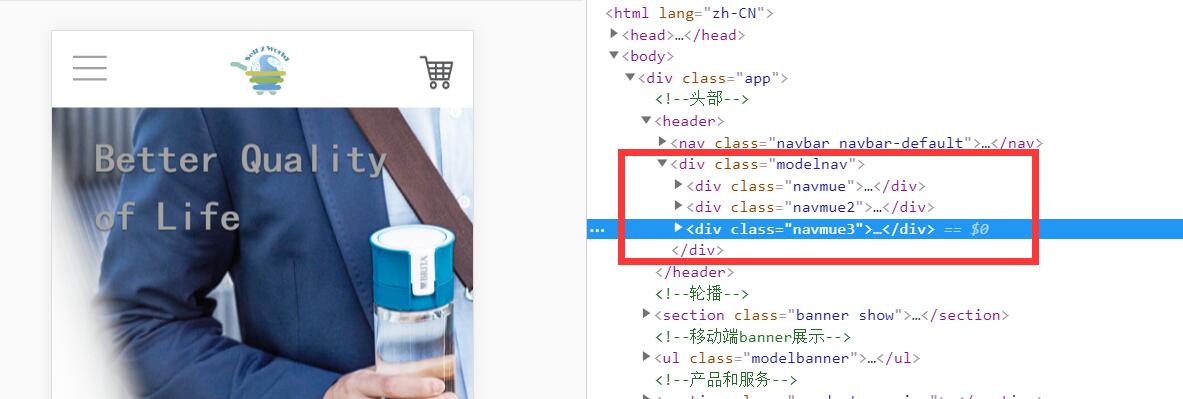 Sell 2 World
Better Quality
of Life
BRITA
<html lang="zh-CN">
▶<head>…</head>
▼<body>
▼<div class="app">
<!--头部-->
▼<header>
▶<nav class="navbar navbar-default">…</nav>
▼<div class="modelnav">
▶<div class="navmue">…</div>
▶<div class="navmue2">…</div>
… ▶<div class="navmue3">…</div> == $0
</div>
</header>
<!--轮播-->
▶<section class="banner show">…</section>
<!--移动端banner展示-->
▶<ul class="modelbanner">…</ul>
<!--产品和服务-->